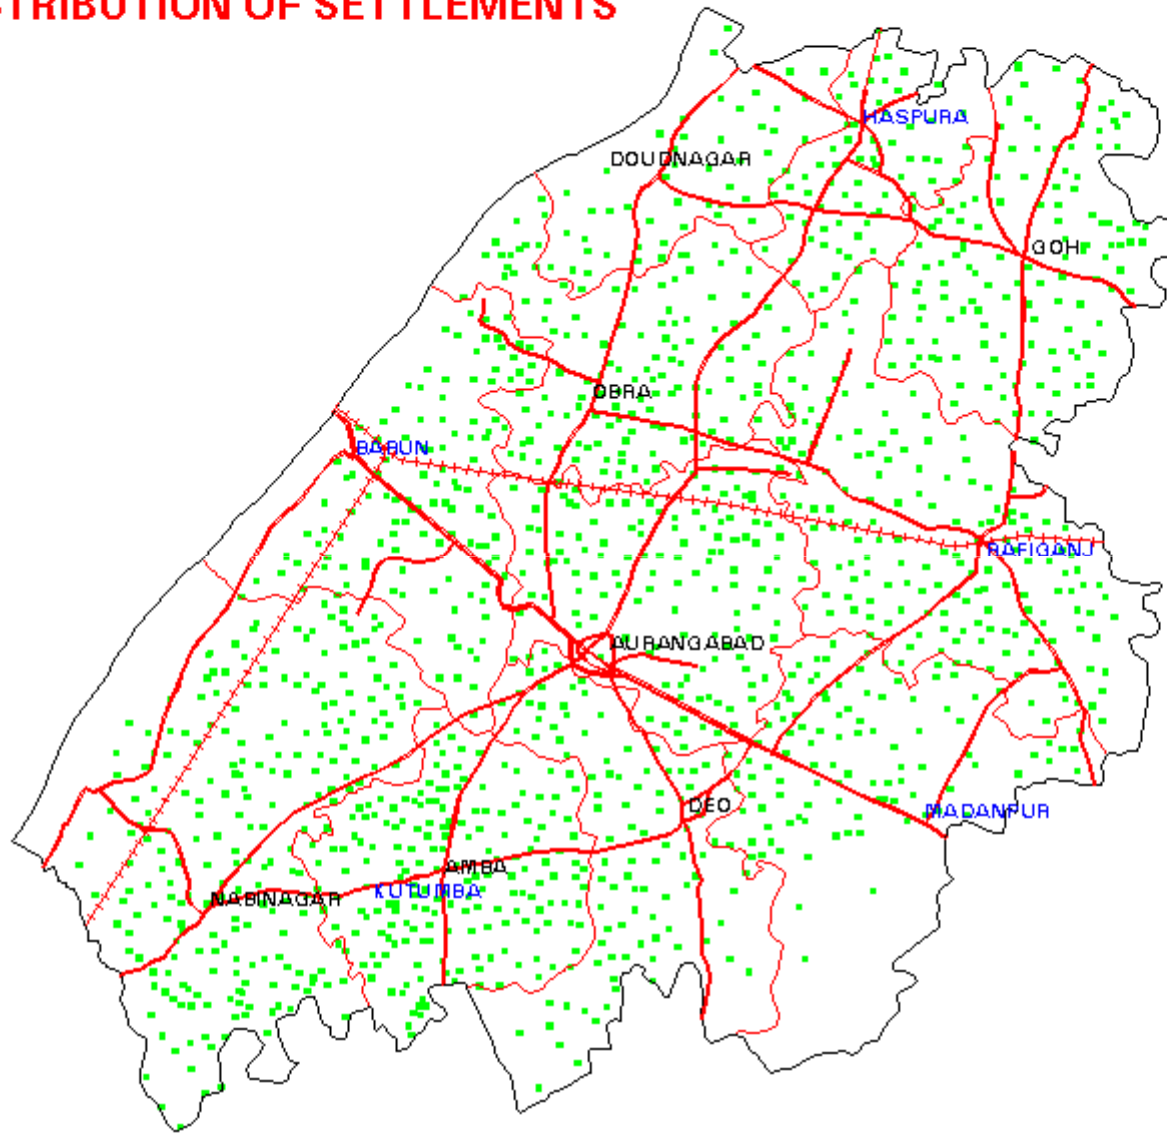 STRIBUTION OF SETTLEMENTS
HASPURA
DOUDNAGAR
GOH
OBRA
BARUN
RAFIGANJ
AURANGABAD
DEO
MADANPUR
AMBA
KUTUMBA
NABINAGAR